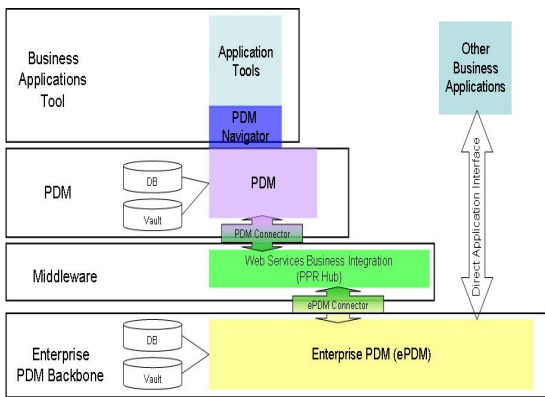 Business
Applications
Tool
Application
Tools
PDM
Navigator
Other
Business
Applications
PDM
DB
Vault
PDM
PDM Connector
Direct Application Interface
Middleware
Web Services Business Integration
(PPR Hub)
ePDM Connector
Enterprise
PDM Backbone
DB
Vault
Enterprise PDM (ePDM)